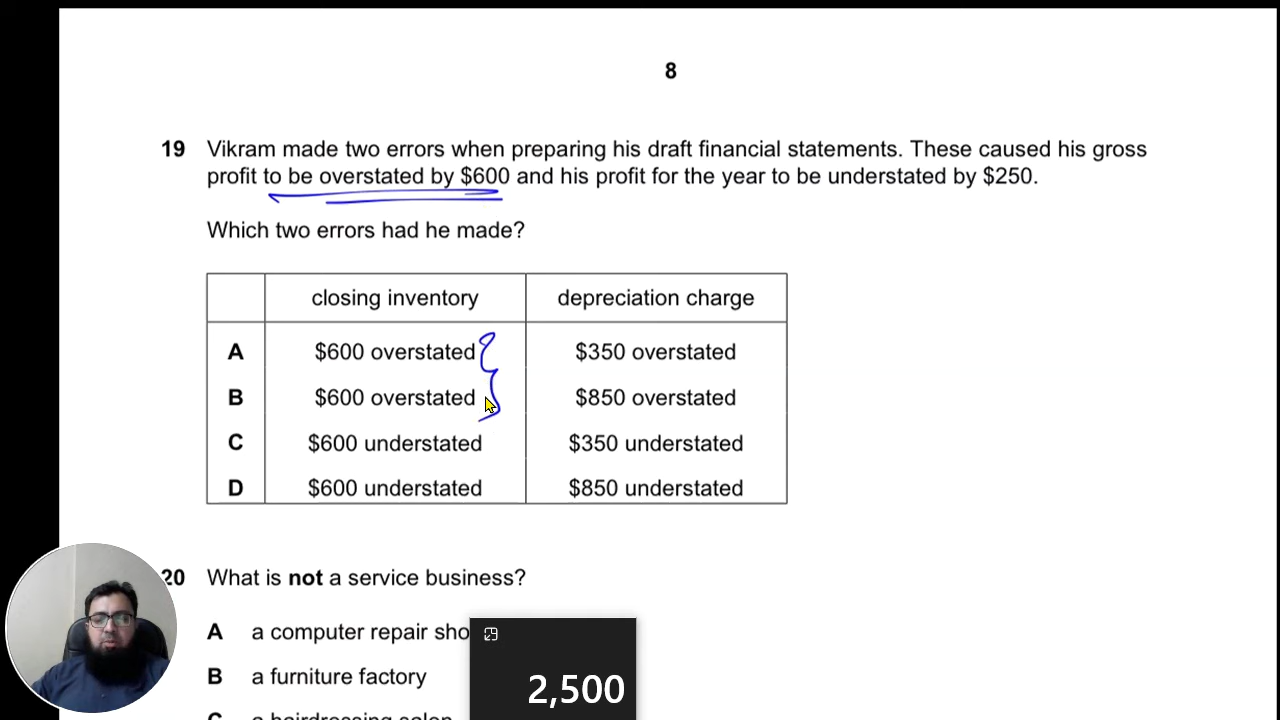 8
19 Vikram made two errors when preparing his draft financial statements. These caused his gross
profit to be overstated by $600 and his profit for the year to be understated by $250.
Which two errors had he made?
closing inventory depreciation charge
A $600 overstated $350 overstated
B $600 overstated $850 overstated
C $600 understated $350 understated
D $600 understated $850 understated
20 What is not a service business?
A a computer repair sho
B a furniture factory
C a hairdressing salon
2,500